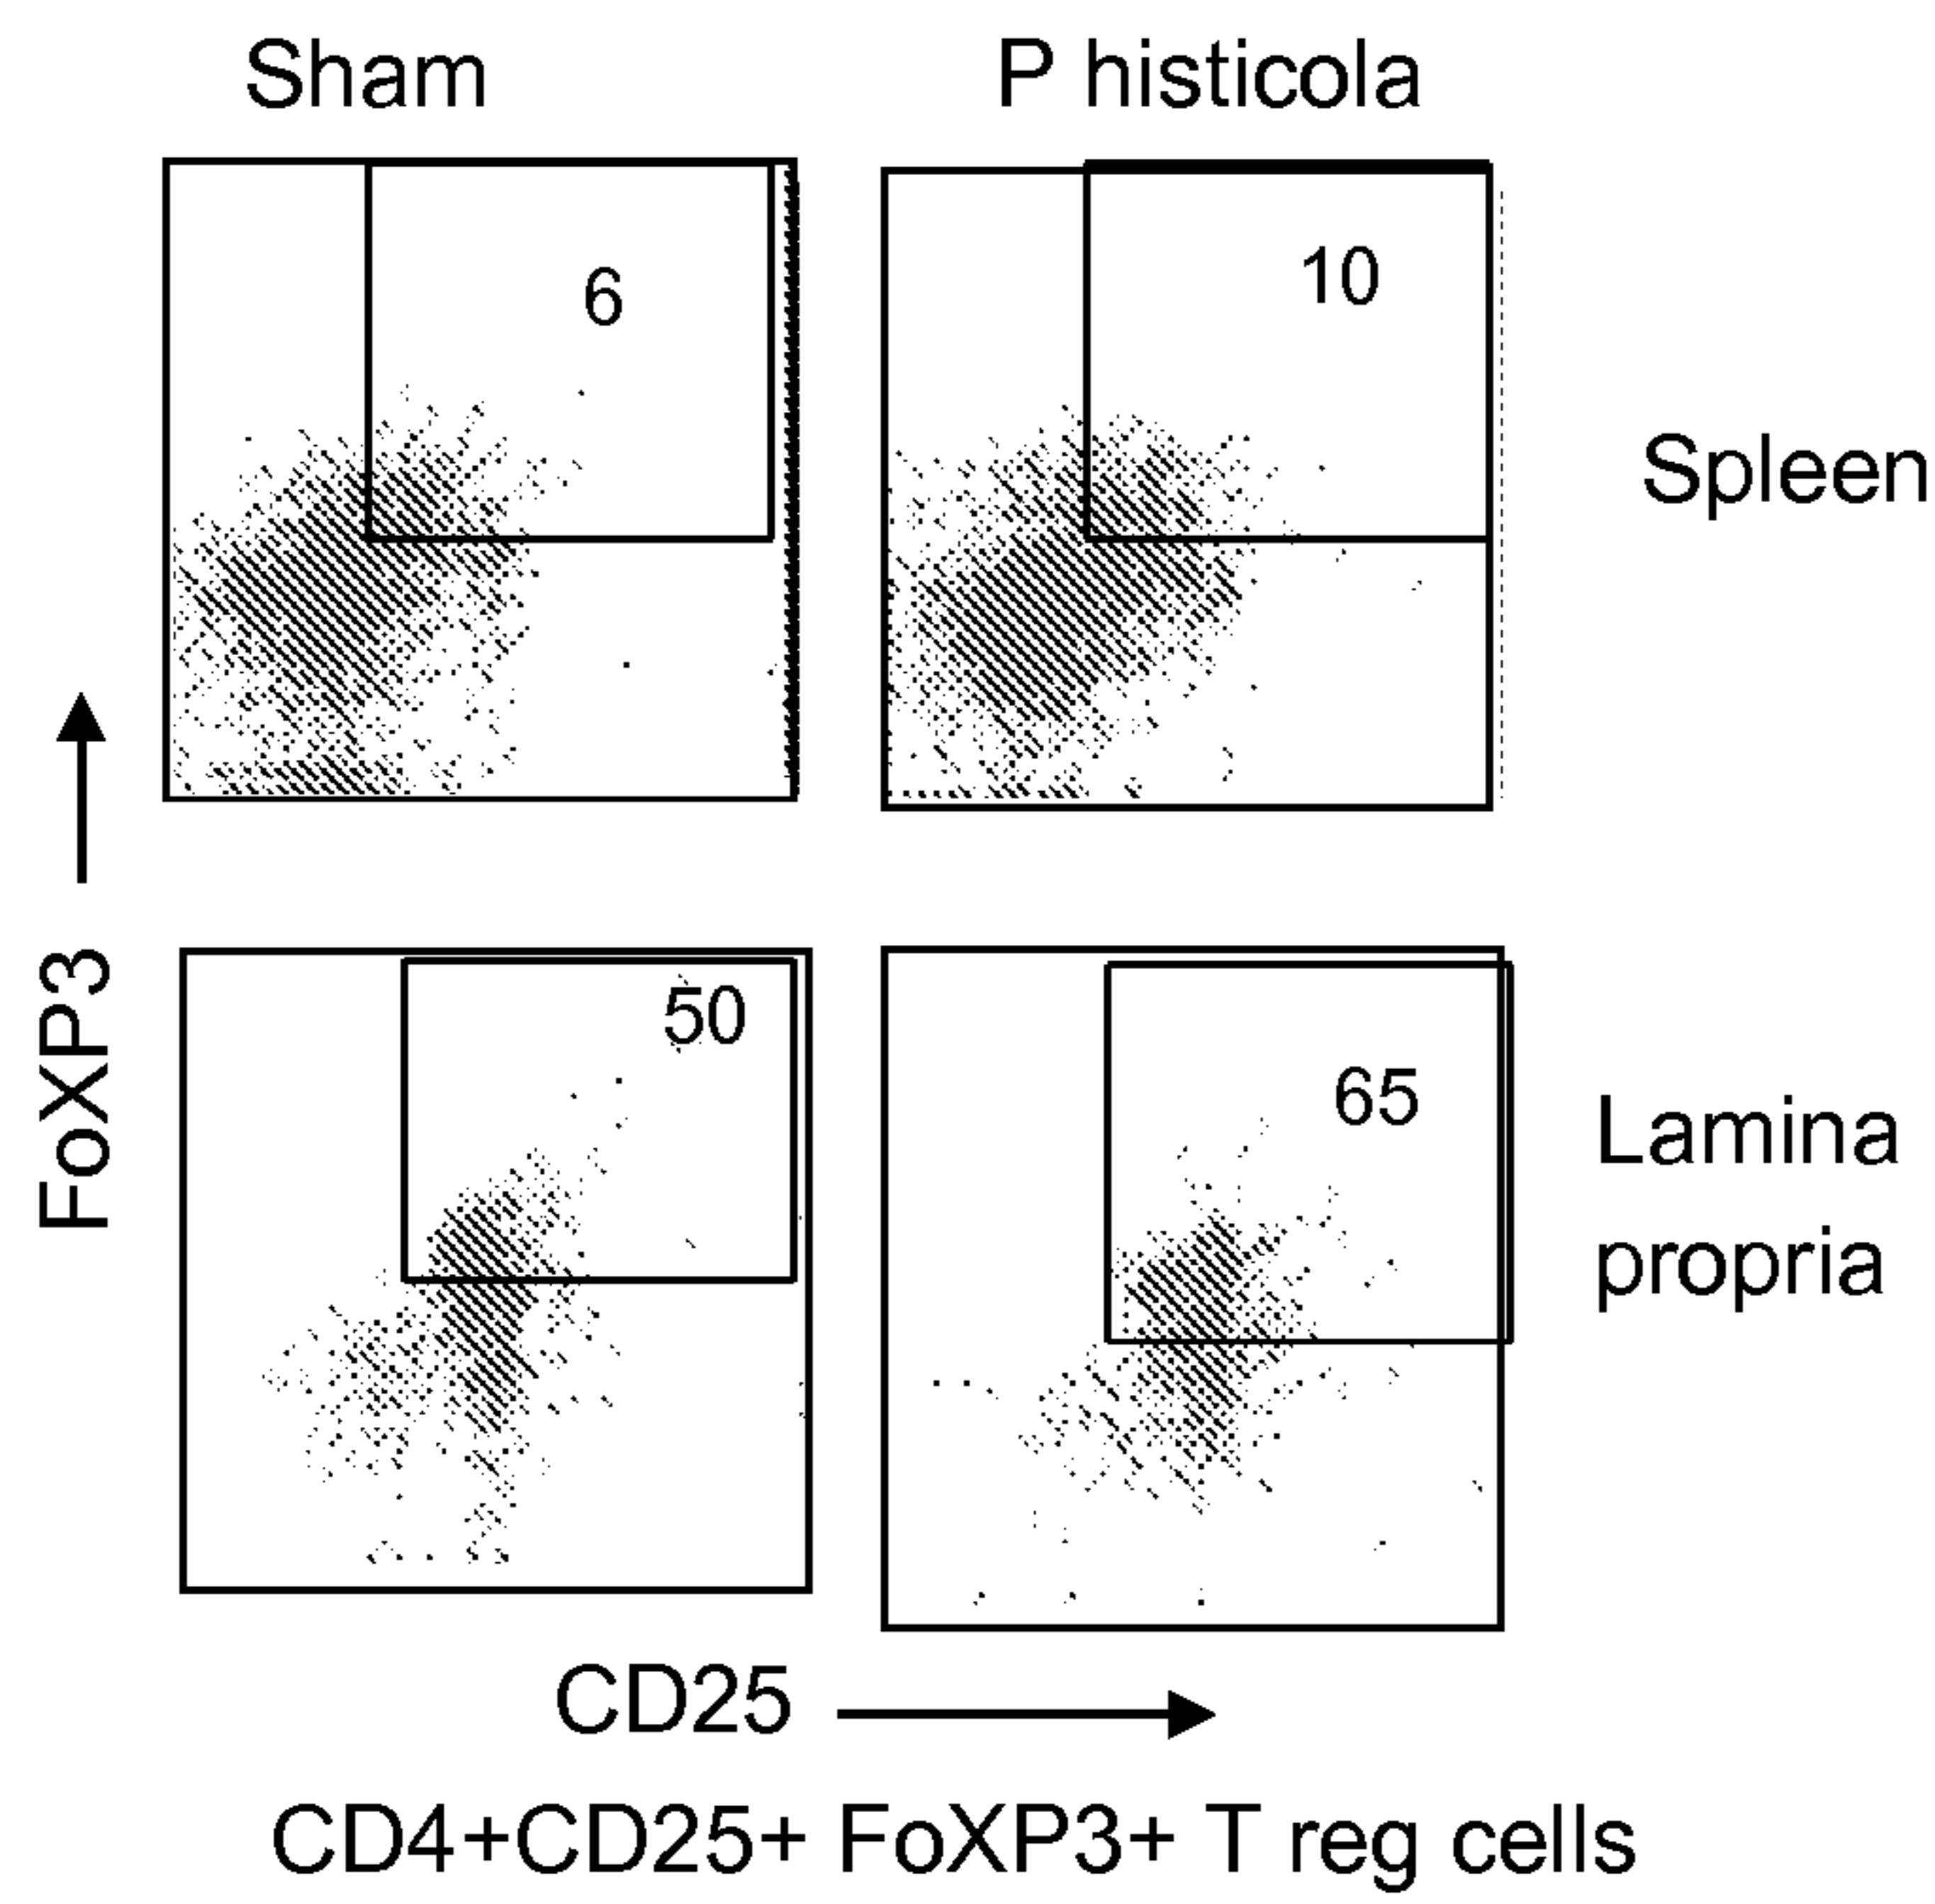 Sham
P histicola
6
10
Spleen
FoXP3
50
65
Lamina
propria
CD25
CD4+CD25+ FoXP3+ T reg cells